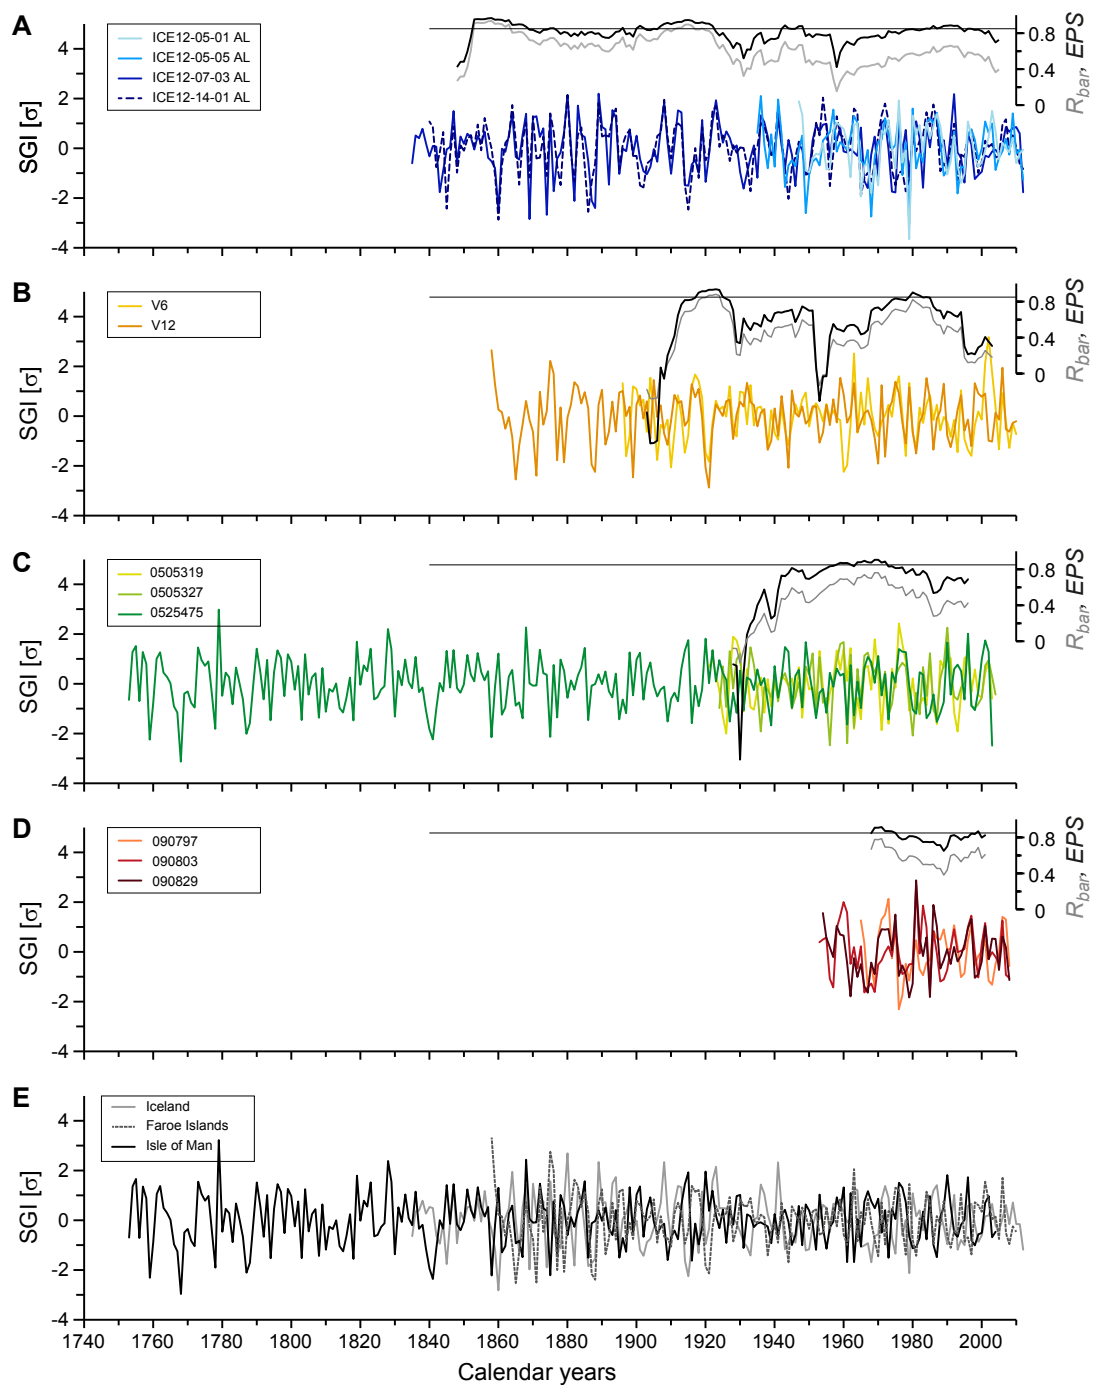 A
ICE12-05-01 AL
ICE12-05-05 AL
ICE12-07-03 AL
ICE12-14-01 AL
4
2
0
-2
-4
SGI [σ]
0.8
0.4
0
Rbar, EPS
B
V6
V12
4
2
0
-2
-4
SGI [σ]
0.8
0.4
0
Rbar, EPS
C
0505319
0505327
0525475
4
2
0
-2
-4
SGI [σ]
0.8
0.4
0
Rbar, EPS
D
090797
090803
090829
4
2
0
-2
-4
SGI [σ]
0.8
0.4
0
Rbar, EPS
E
Iceland
Faroe Islands
Isle of Man
4
2
0
-2
-4
SGI [σ]
1740 1760 1780 1800 1820 1840 1860 1880 1900 1920 1940 1960 1980 2000
Calendar years